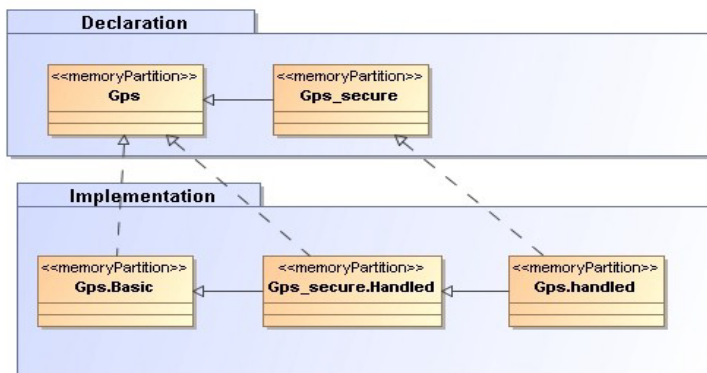 Declaration
<<memoryPartition>>
Gps
<<memoryPartition>>
Gps_secure
Implementation
<<memoryPartition>>
Gps.Basic
<<memoryPartition>>
Gps_secure.Handled
<<memoryPartition>>
Gps.handled